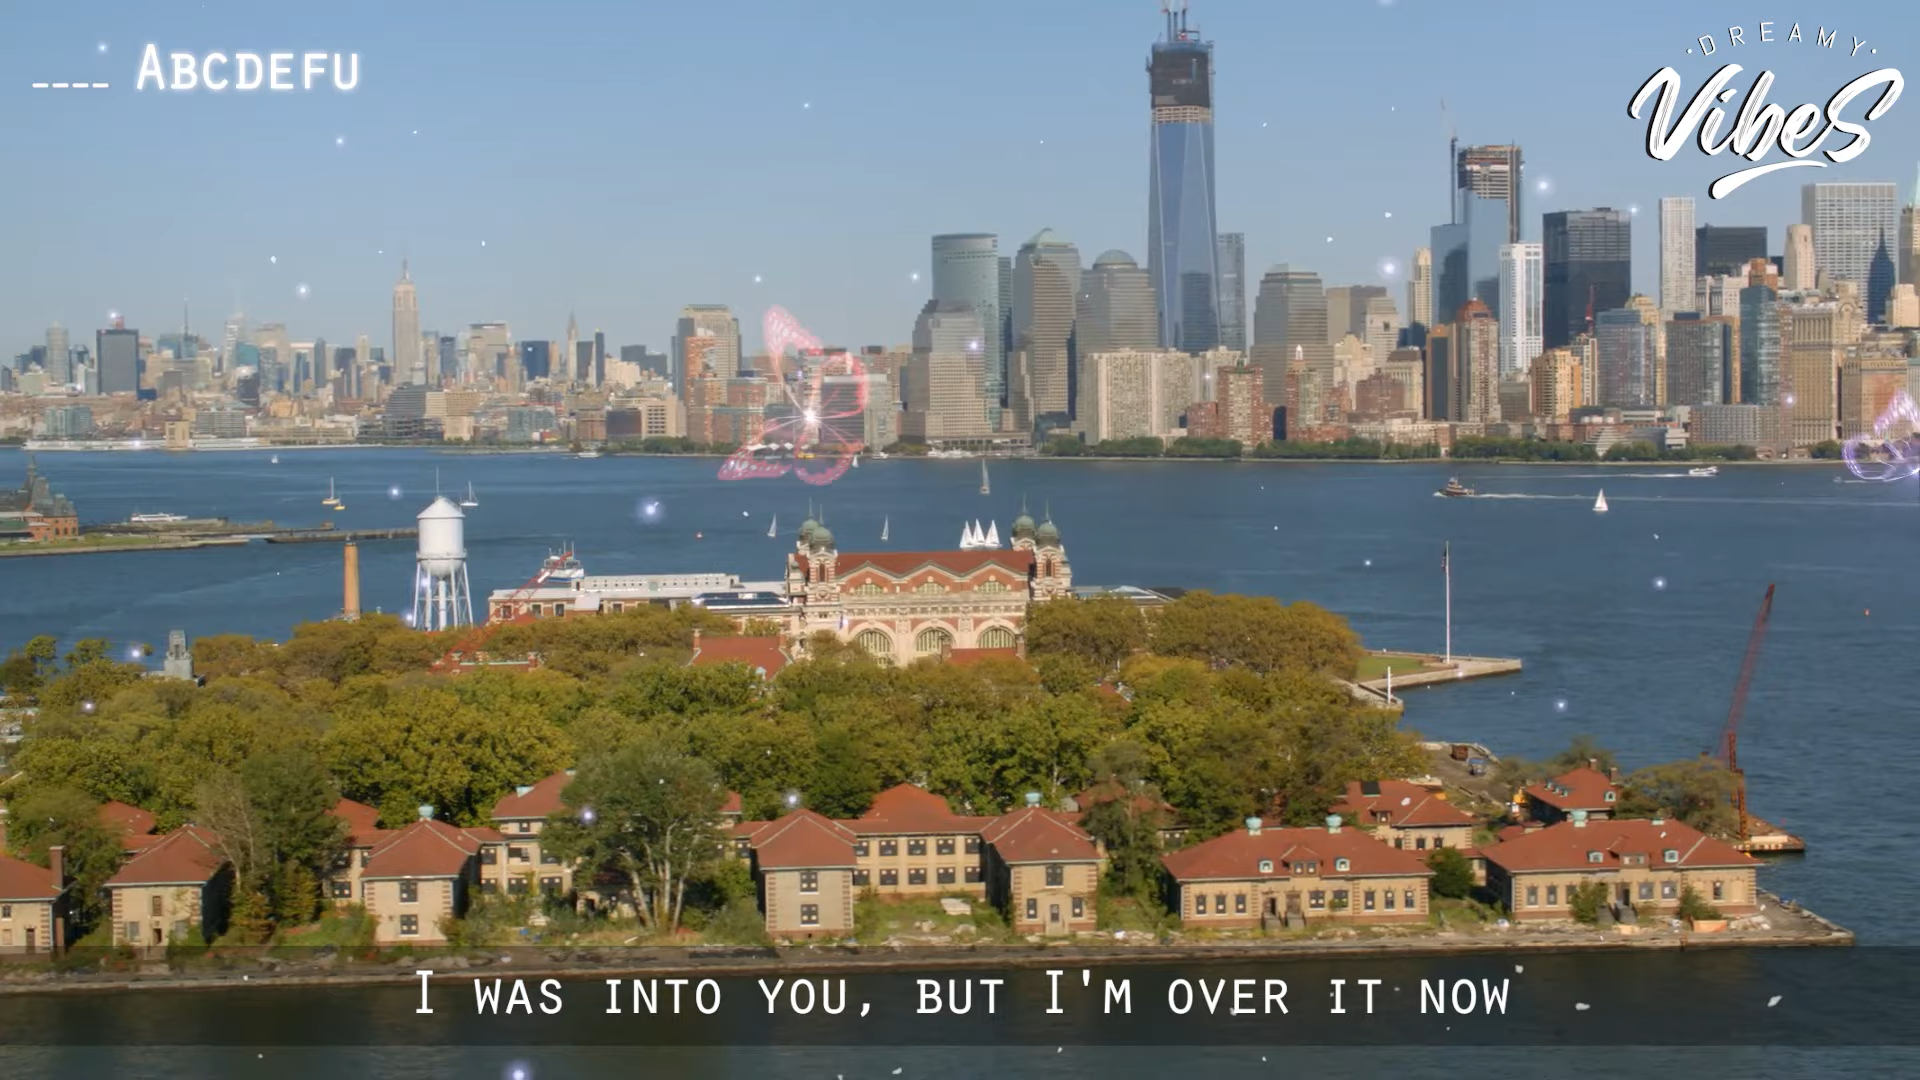 ____ ABCDEFU
·DREAMY·
VibeS
I WAS INTO YOU, BUT I'M OVER IT NOW